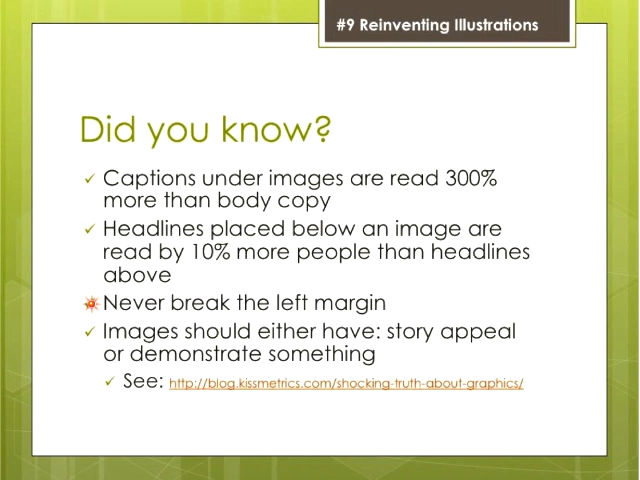 #9 Reinventing Illustrations
Did you know?
Captions under images are read 300%
more than body copy
Headlines placed below an image are
read by 10% more people than headlines
above
Never break the left margin
Images should either have: story appeal
or demonstrate something
See: http://blog.kissmetrics.com/shocking-truth-about-graphics/